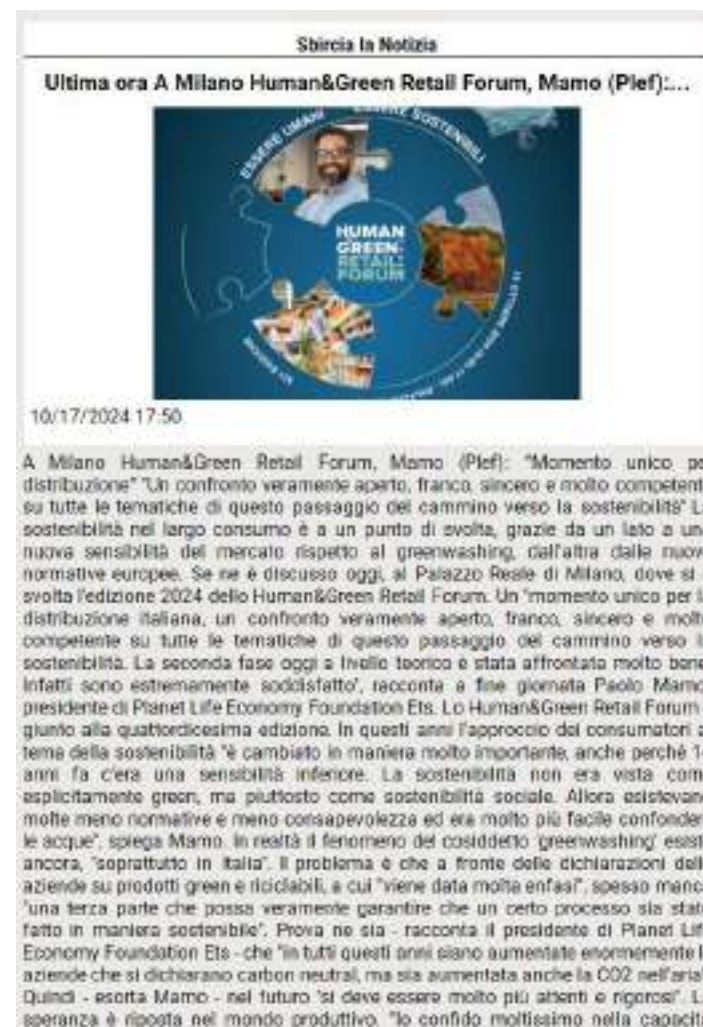 Sbircia la Notizia
Ultima ora A Milano Human&Green Retail Forum, Mamo (Plef):...
ESSERE UMANI
ESSERE SOSTENIBILI
HUMAN
GREEN
RETAIL
FORUM
10/17/2024 17:50
A Milano Human&Green Retail Forum, Mamo (Plef): "Momento unico pe
distribuzione" "Un confronto veramente aperto, franco, sincero e molto competent
su tutte le tematiche di questo passaggio del cammino verso la sostenibilità" L
sostenibilità nel largo consumo è a un punto di svolta, grazie da un lato a un
nuova sensibilità del mercato rispetto al greenwashing, dall'altra dalle nuov
normative europee. Se ne è discusso oggi, al Palazzo Reale di Milano, dove si
svolta l'edizione 2024 dello Human&Green Retail Forum. Un "momento unico per l
distribuzione italiana, un confronto veramente aperto, franco, sincero e molt
competente su tutte le tematiche di questo passaggio del cammino verso l
sostenibilità. La seconda fase oggi a livello teorico è stata affrontata molto bene
Infatti sono estremamente soddisfatto", racconta a fine giornata Paolo Mamo
presidente di Planet Life Economy Foundation Ets. Lo Human&Green Retail Forum
giunto alla quattordicesima edizione. In questi anni l'approccio dei consumatori a
tema della sostenibilità "è cambiato in maniera molto importante, anche perché 1
anni fa c'era una sensibilità inferiore. La sostenibilità non era vista com
esplicitamente green, ma piuttosto come sostenibilità sociale. Allora esistevan
molte meno normative e meno consapevolezza ed era molto più facile confonder
le acque", spiega Mamo. In realtà il fenomeno del cosiddetto 'greenwashing' esist
ancora, "soprattutto in Italia". Il problema è che a fronte delle dichiarazioni dell
aziende su prodotti green e riciclabili, a cui "viene data molta enfasi", spesso manc
"una terza parte che possa veramente garantire che un certo processo sia stat
fatto in maniera sostenibile". Prova ne sia - racconta il presidente di Planet Lif
Economy Foundation Ets - che "in tutti questi anni siano aumentate enormemente l
aziende che si dichiarano carbon neutral, ma sia aumentata anche la CO2 nell'aria"
Quindi - esorta Mamo - nel futuro "si deve essere molto più attenti e rigorosi". L
speranza è riposta nel mondo produttivo. "Io confido moltissimo nella capacità